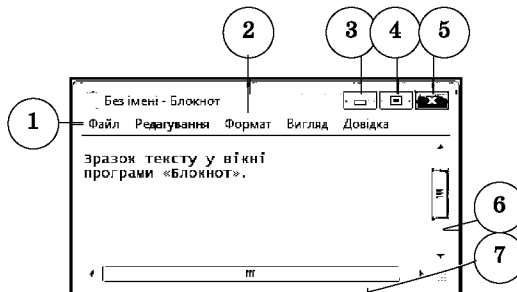 2 3 4 5
Без імені - Блокнот
1
Файл Редагування Формат Вигляд Довідка
Зразок тексту у вікні
програми «Блокнот».
6
7